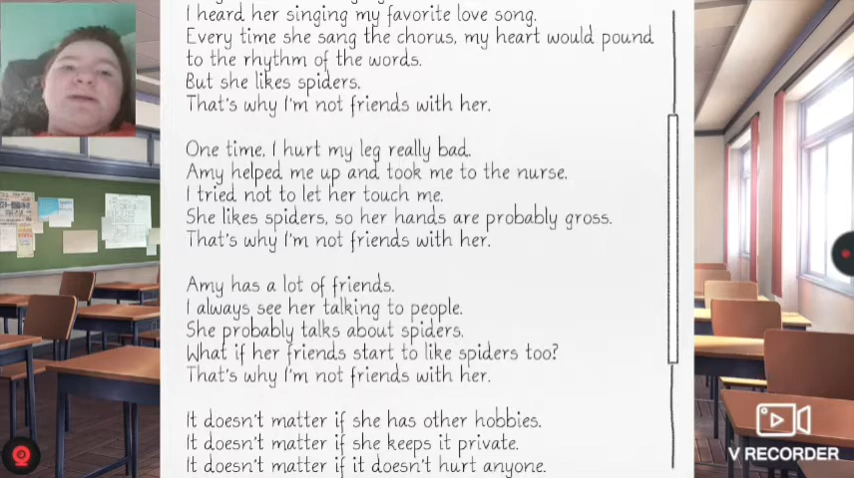 I heard her singing my favorite love song.
Every time she sang the chorus, my heart would pound
to the rhythm of the words.
But she likes spiders.
That's why I'm not friends with her.
One time, I hurt my leg really bad.
Amy helped me up and took me to the nurse.
I tried not to let her touch me.
She likes spiders, so her hands are probably gross.
That's why I'm not friends with her.
Amy has a lot of friends.
I always see her talking to people.
She probably talks about spiders.
What if her friends start to like spiders too?
That's why I'm not friends with her.
It doesn't matter if she has other hobbies.
It doesn't matter if she keeps it private.
It doesn't matter if it doesn't hurt anyone.
V RECORDER